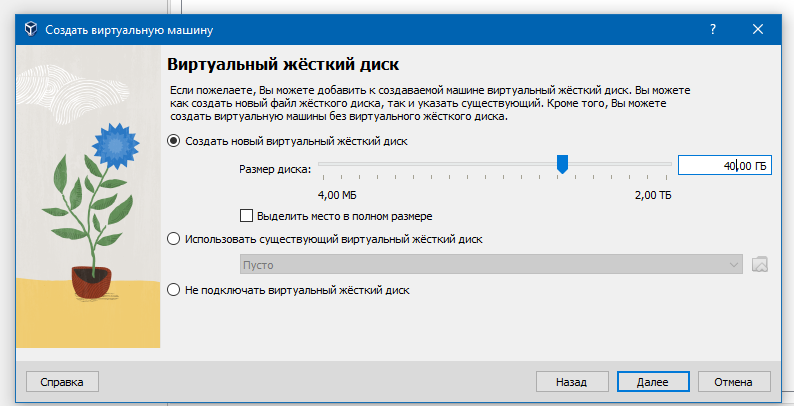 Создать виртуальную машину
?
Виртуальный жёсткий диск
Если пожелаете, Вы можете добавить к создаваемой машине виртуальный жёсткий диск. Вы можете
как создать новый файл жёсткого диска, так и указать существующий. Кроме того, Вы можете
создать виртуальную машину без виртуального жёсткого диска.
Создать новый виртуальный жёсткий диск
Размер диска:
40,00 ГБ
4,00 МБ
2,00 ТБ
Выделить место в полном размере
Использовать существующий виртуальный жёсткий диск
Пусто
Не подключать виртуальный жёсткий диск
Справка
Назад
Далее
Отмена